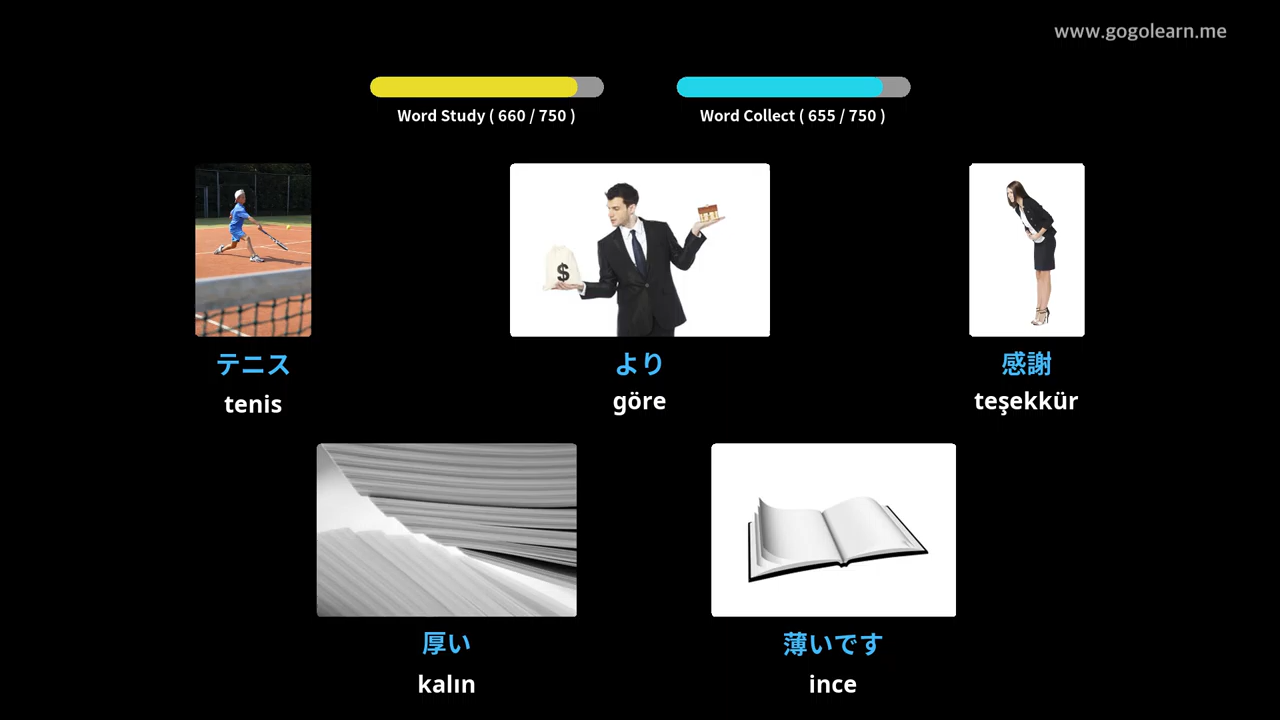 www.gogolearn.me
Word Study ( 660 / 750 )
Word Collect ( 655 / 750 )
テニス
tenis
より
göre
感謝
teşekkür
$
厚い
kalın
薄いです
ince